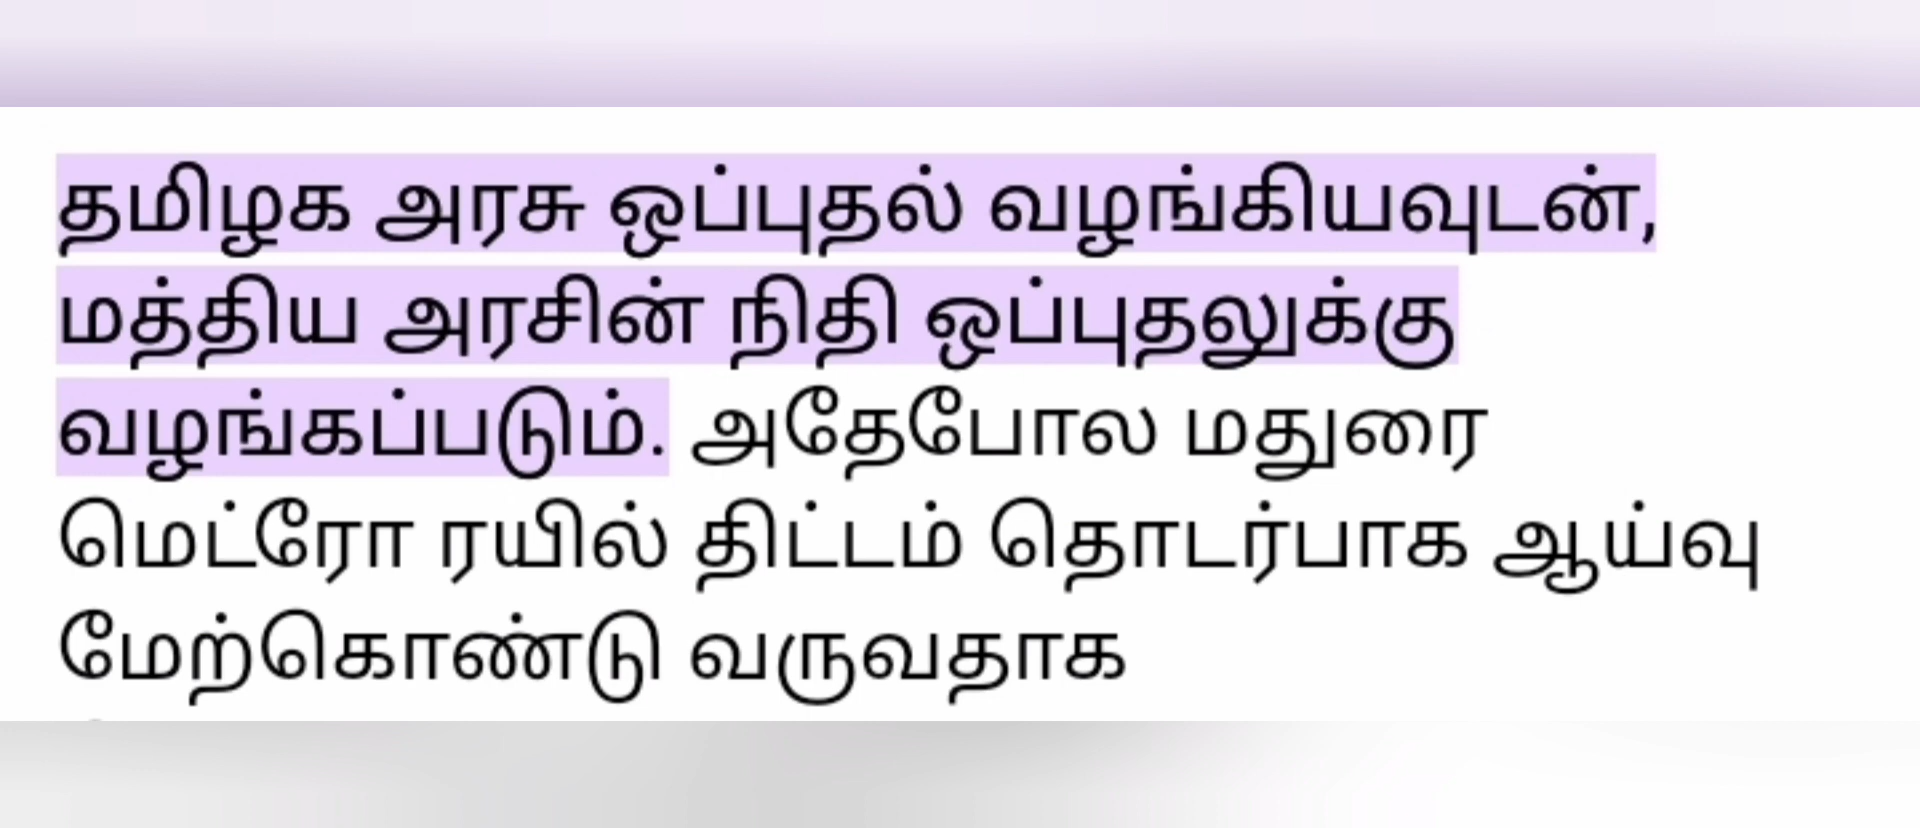 தமிழக அரசு ஒப்புதல் வழங்கியவுடன்,
மத்திய அரசின் நிதி ஒப்புதலுக்கு
வழங்கப்படும். அதேபோல மதுரை
மெட்ரோ ரயில் திட்டம் தொடர்பாக ஆய்வு
மேற்கொண்டு வருவதாக